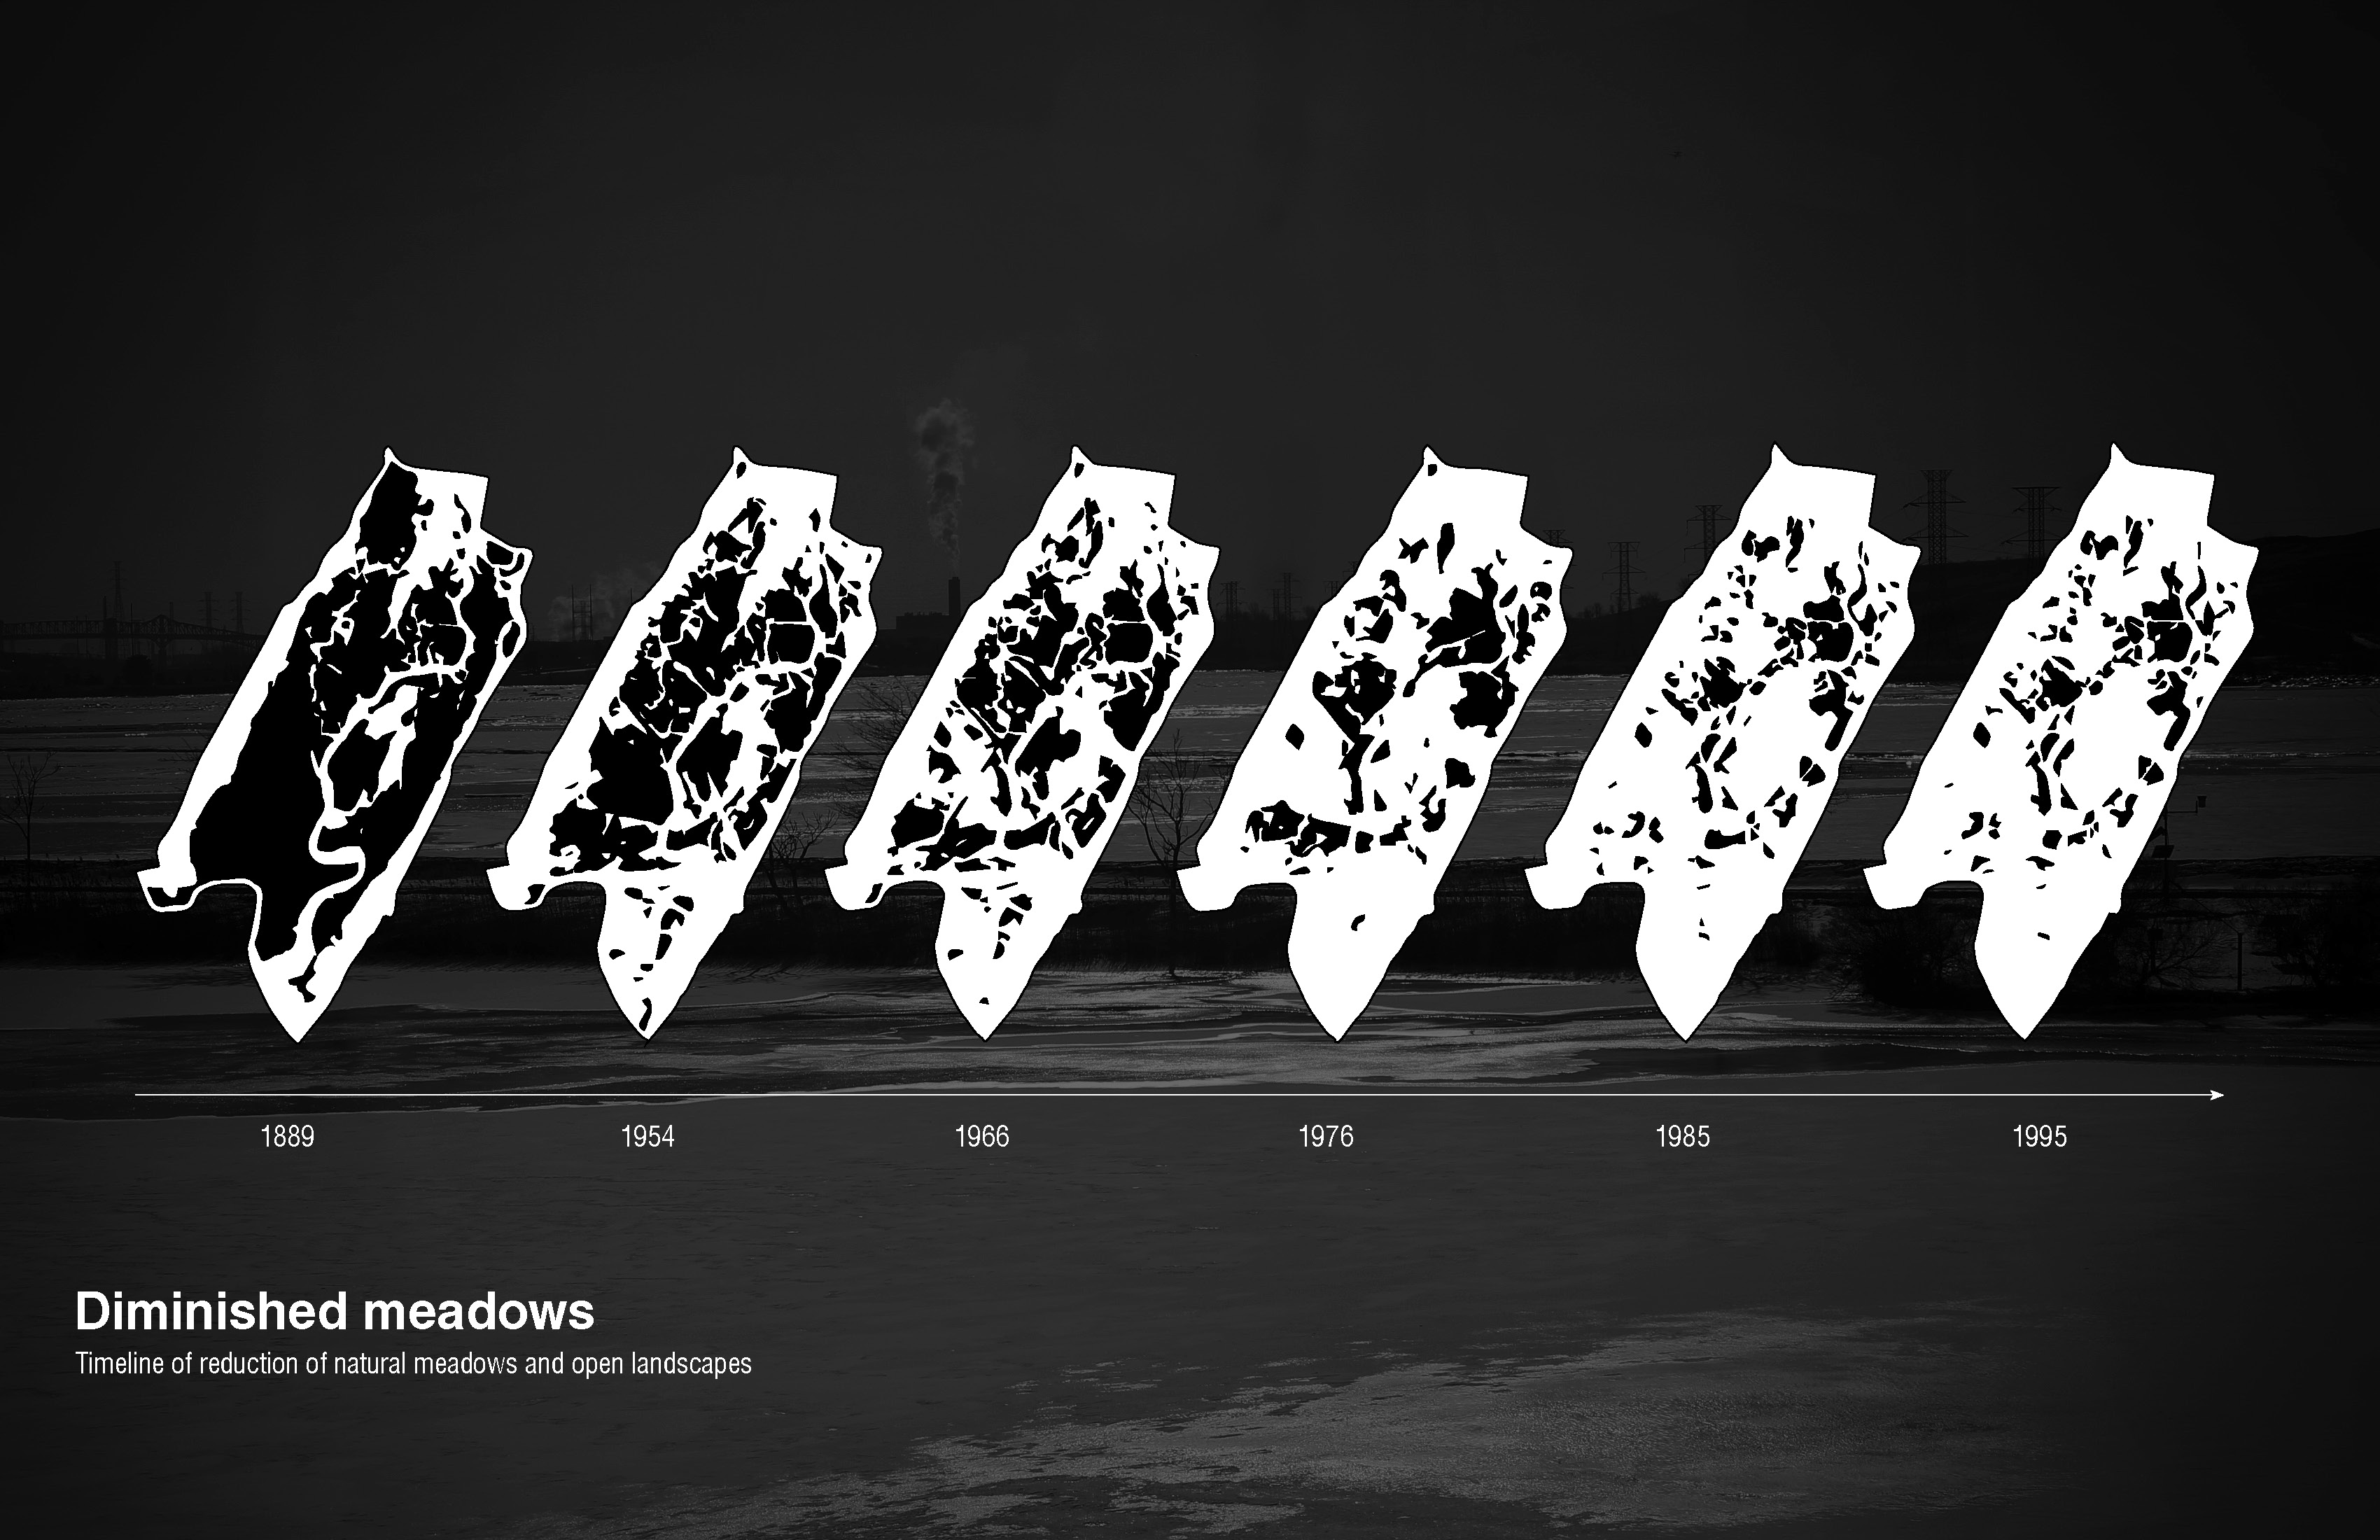 1889 1954 1966 1976 1985 1995
Diminished meadows
Timeline of reduction of natural meadows and open landscapes